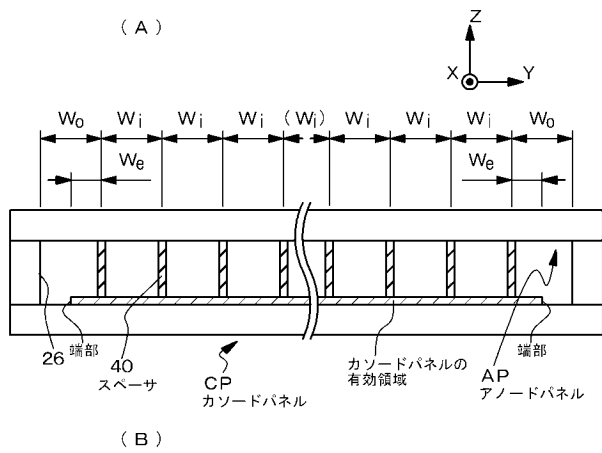 (A)
Z
X Y
Wo Wi Wi Wi (Wi) Wi Wi Wi Wo
We We
26 端部 40 スペーサ CP カソードパネル カソードパネルの有効領域 AP アノードパネル 端部
(B)